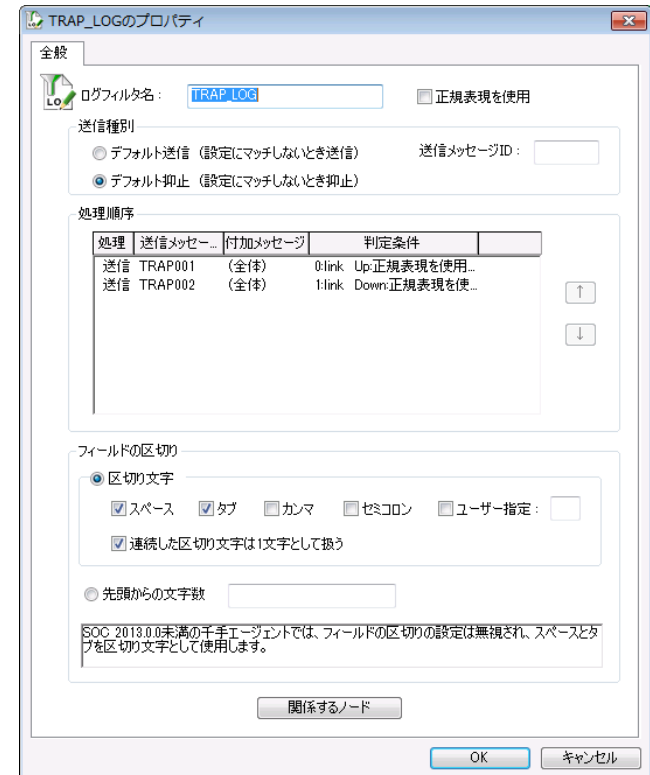 TRAP_LOGのプロパティ
全般
LO
ログフィルタ名： TRAP_LOG 正規表現を使用
送信種別
デフォルト送信（設定にマッチしないとき送信） 送信メッセージID：
デフォルト抑止（設定にマッチしないとき抑止）
処理順序
処理 送信メッセー... 付加メッセージ 判定条件
送信 TRAP001 (全体) 0:link Up:正規表現を使用...
送信 TRAP002 (全体) 1:link Down:正規表現を使...
↑
↓
フィールドの区切り
区切り文字
スペース タブ カンマ セミコロン ユーザー指定：
連続した区切り文字は1文字として扱う
先頭からの文字数
SOC 2013.0.0未満の千手エージェントでは、フィールドの区切りの設定は無視され、スペースとタ
ブを区切り文字として使用します。
関係するノード
OK キャンセル